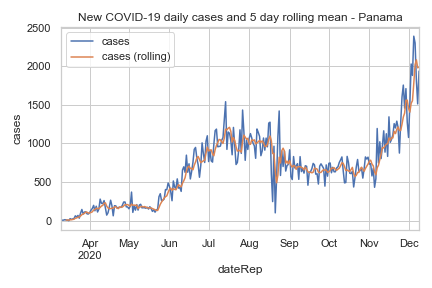 New COVID-19 daily cases and 5 day rolling mean - Panama
cases
cases (rolling)
2500
2000
1500
1000
500
0
cases
Apr May Jun Jul Aug Sep Oct Nov Dec
2020
dateRep